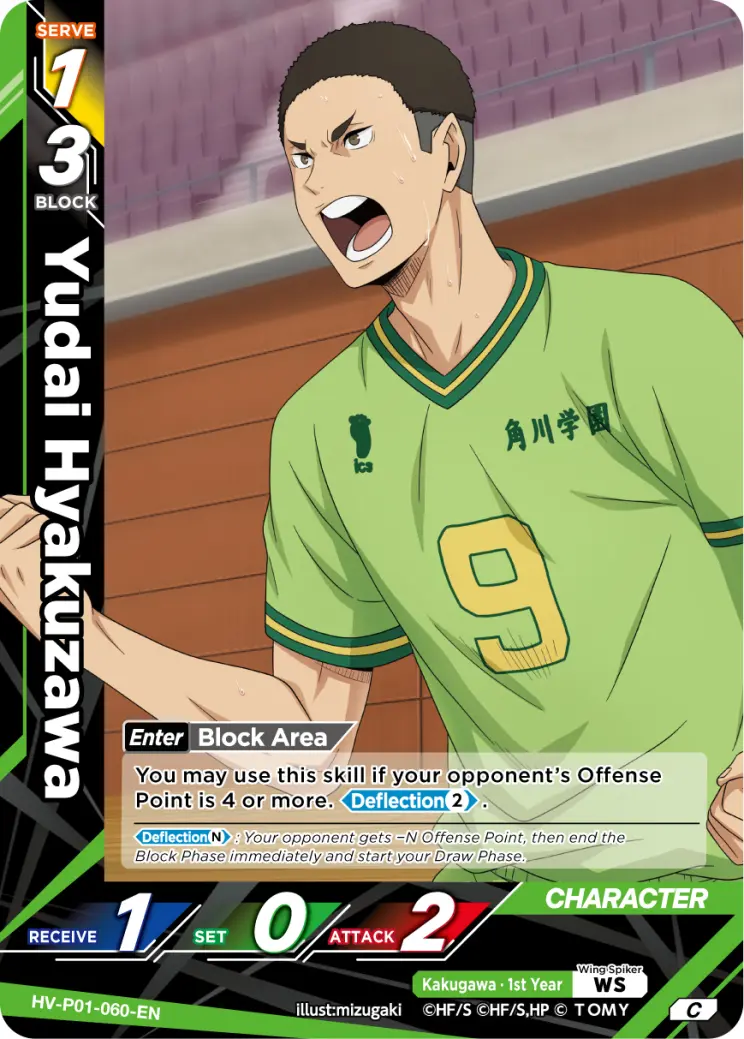 SERVE
1
3
BLOCK
Yudai Hyakuzawa
ics
角川学園
9
Enter Block Area
You may use this skill if your opponent's Offense
Point is 4 or more. Deflection 2 .
Deflection N : Your opponent gets −N Offense Point, then end the
Block Phase immediately and start your Draw Phase.
CHARACTER
RECEIVE 1 SET 0 ATTACK 2
Kakugawa · 1st Year Wing Spiker WS
HV-P01-060-EN
illust:mizugaki ©HF/S ©HF/S,HP © TOMY
C